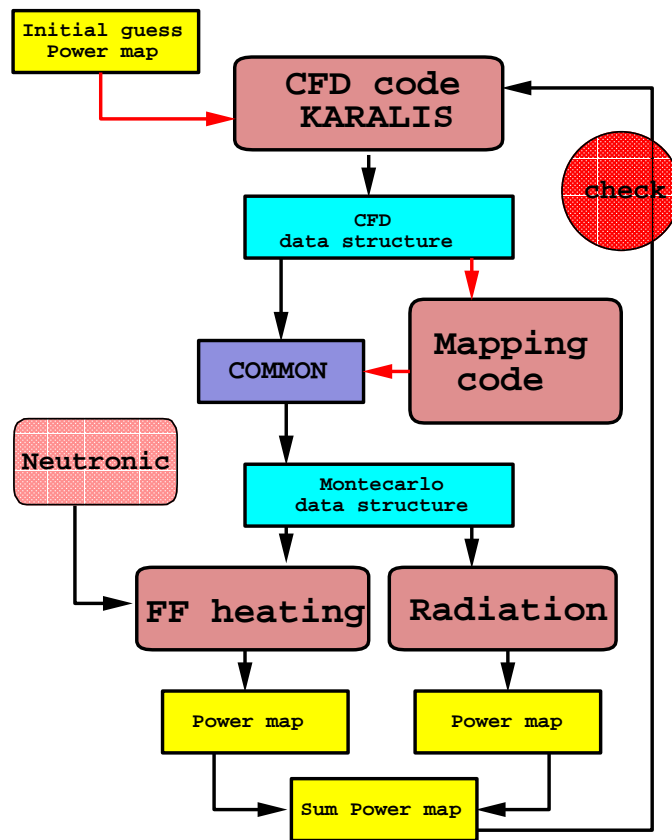 Initial guess
Power map
CFD code
KARALIS
check
CFD
data structure
Mapping
code
COMMON
Neutronic
Montecarlo
data structure
FF heating
Radiation
Power map
Power map
Sum Power map